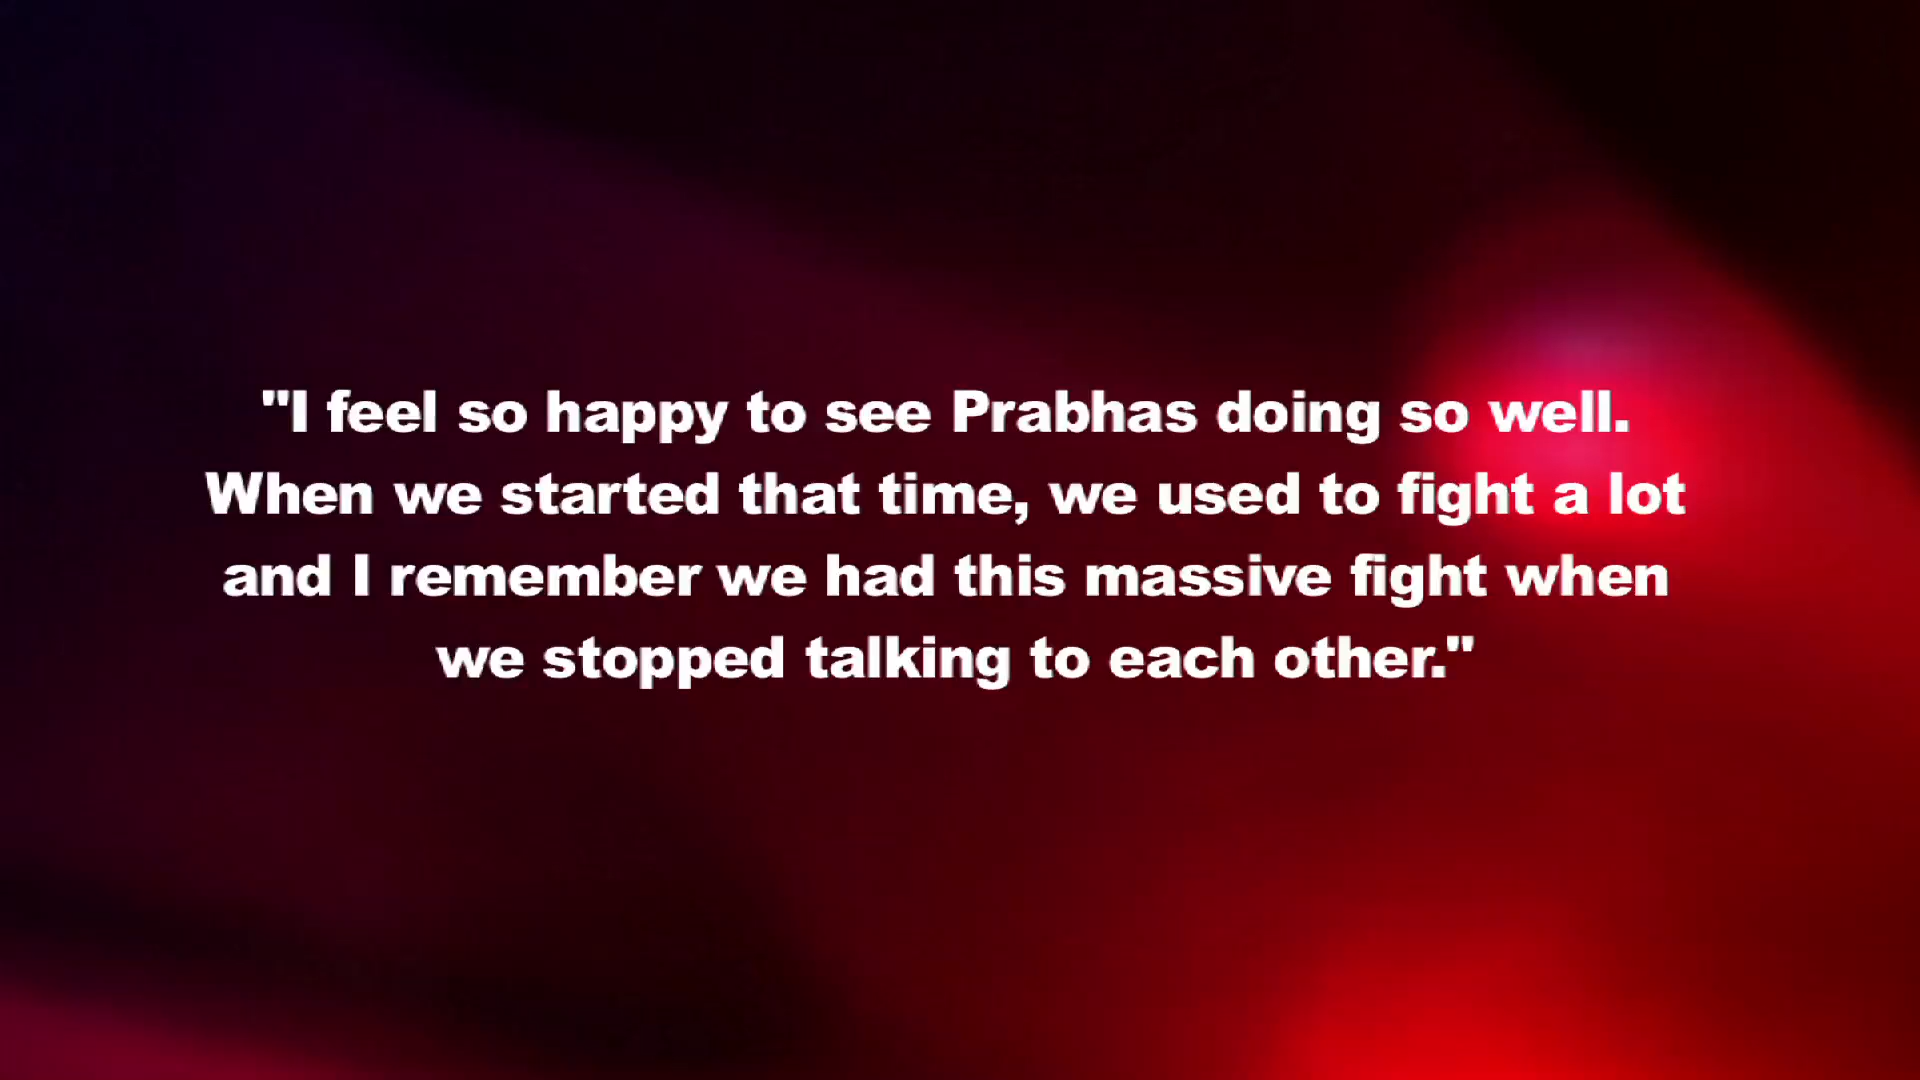 "I feel so happy to see Prabhas doing so well.
When we started that time, we used to fight a lot
and I remember we had this massive fight when
we stopped talking to each other."